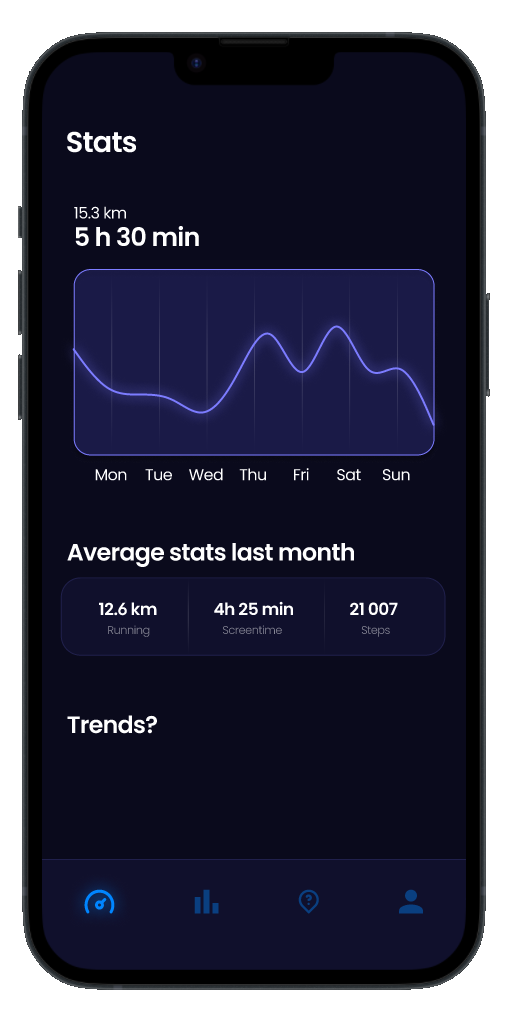 Stats
15.3 km
5 h 30 min
Mon Tue Wed Thu Fri Sat Sun
Average stats last month
12.6 km 4h 25 min 21 007
Running Screentime Steps
Trends?
?